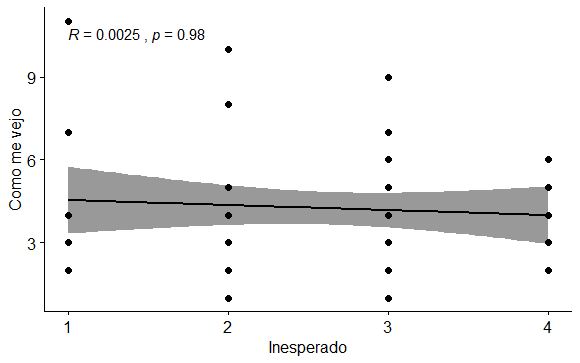 R = 0.0025 , p = 0.98
9
6
3
Como me vejo
1 2 3 4
Inesperado